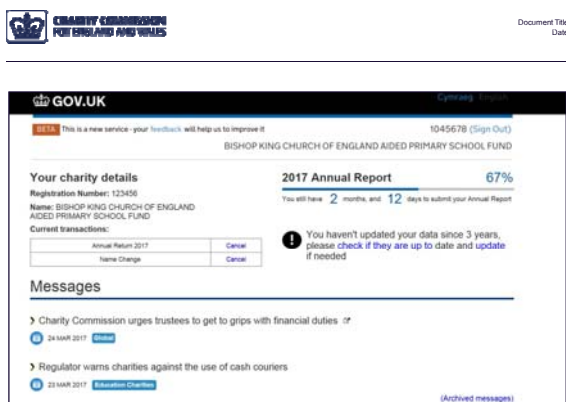 CHARITY COMMISSION
FOR ENGLAND AND WALES
Document Title
Date
GOV.UK
Cymraeg English
BETA This is a new service - your feedback will help us to improve it
1045678 (Sign Out)
BISHOP KING CHURCH OF ENGLAND AIDED PRIMARY SCHOOL FUND
Your charity details
Registration Number: 123456
Name: BISHOP KING CHURCH OF ENGLAND
AIDED PRIMARY SCHOOL FUND
Current transactions:
Annual Return 2017 Cancel
Name Change Cancel
2017 Annual Report 67%
You still have 2 months, and 12 days to submit your Annual Report
! You haven't updated your data since 3 years,
please check if they are up to date and update
if needed
Messages
Charity Commission urges trustees to get to grips with financial duties
24 MAR 2017 Global
Regulator warns charities against the use of cash couriers
23 MAR 2017 Education Charities
(Archived messages)